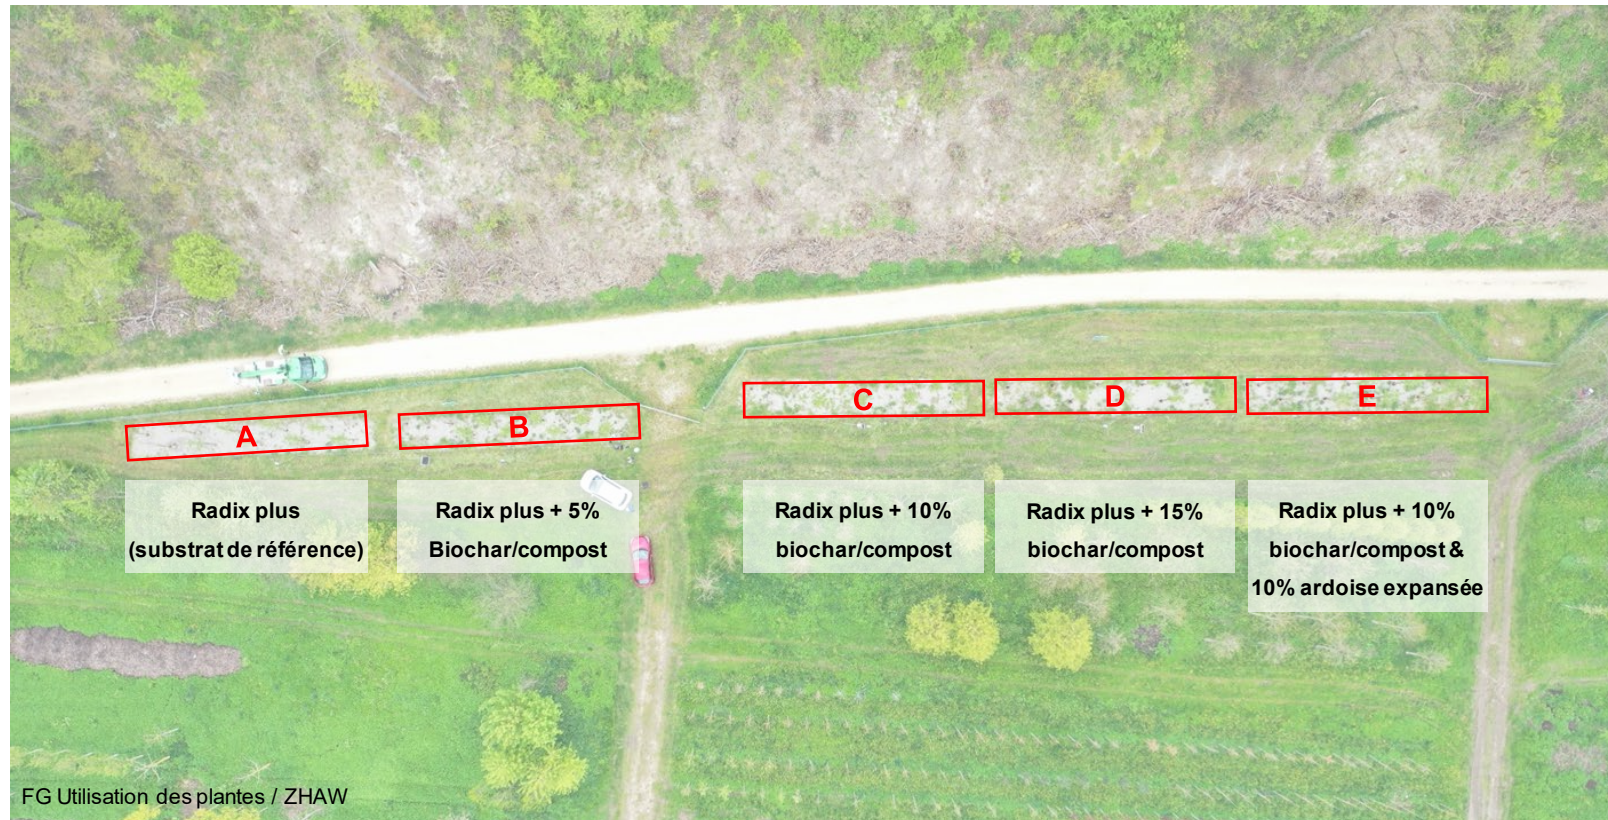 A
B
C
D
E
Radix plus
(substrat de référence)
Radix plus + 5%
Biochar/compost
Radix plus + 10%
biochar/compost
Radix plus + 15%
biochar/compost
Radix plus + 10%
biochar/compost &
10% ardoise expansée
FG Utilisation des plantes / ZHAW